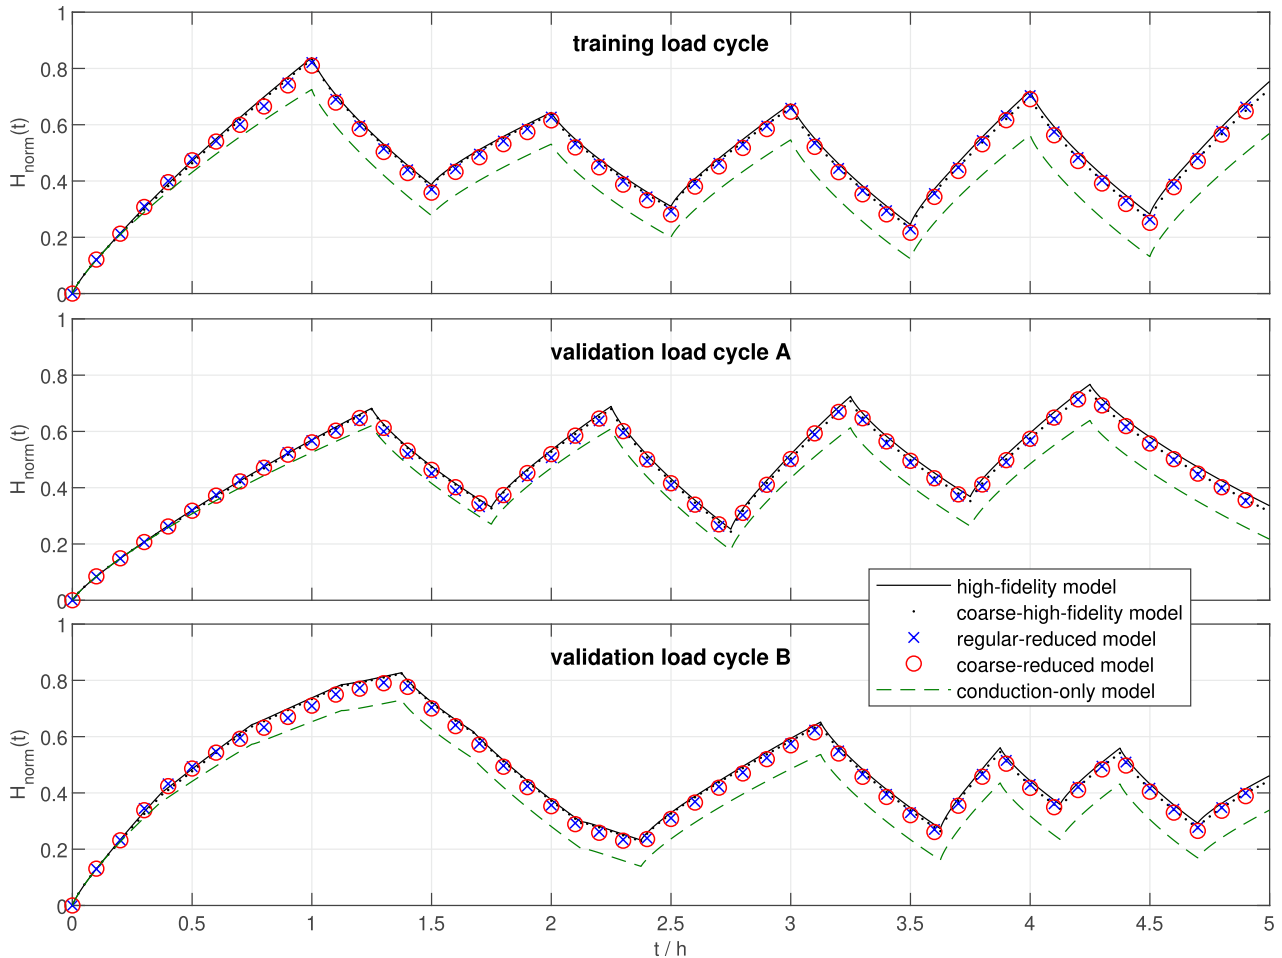 training load cycle
H_norm(t)
1
0.8
0.6
0.4
0.2
0
validation load cycle A
H_norm(t)
1
0.8
0.6
0.4
0.2
0
validation load cycle B
H_norm(t)
1
0.8
0.6
0.4
0.2
0
high-fidelity model
coarse-high-fidelity model
regular-reduced model
coarse-reduced model
conduction-only model
0 0.5 1 1.5 2 2.5 3 3.5 4 4.5 5
t / h